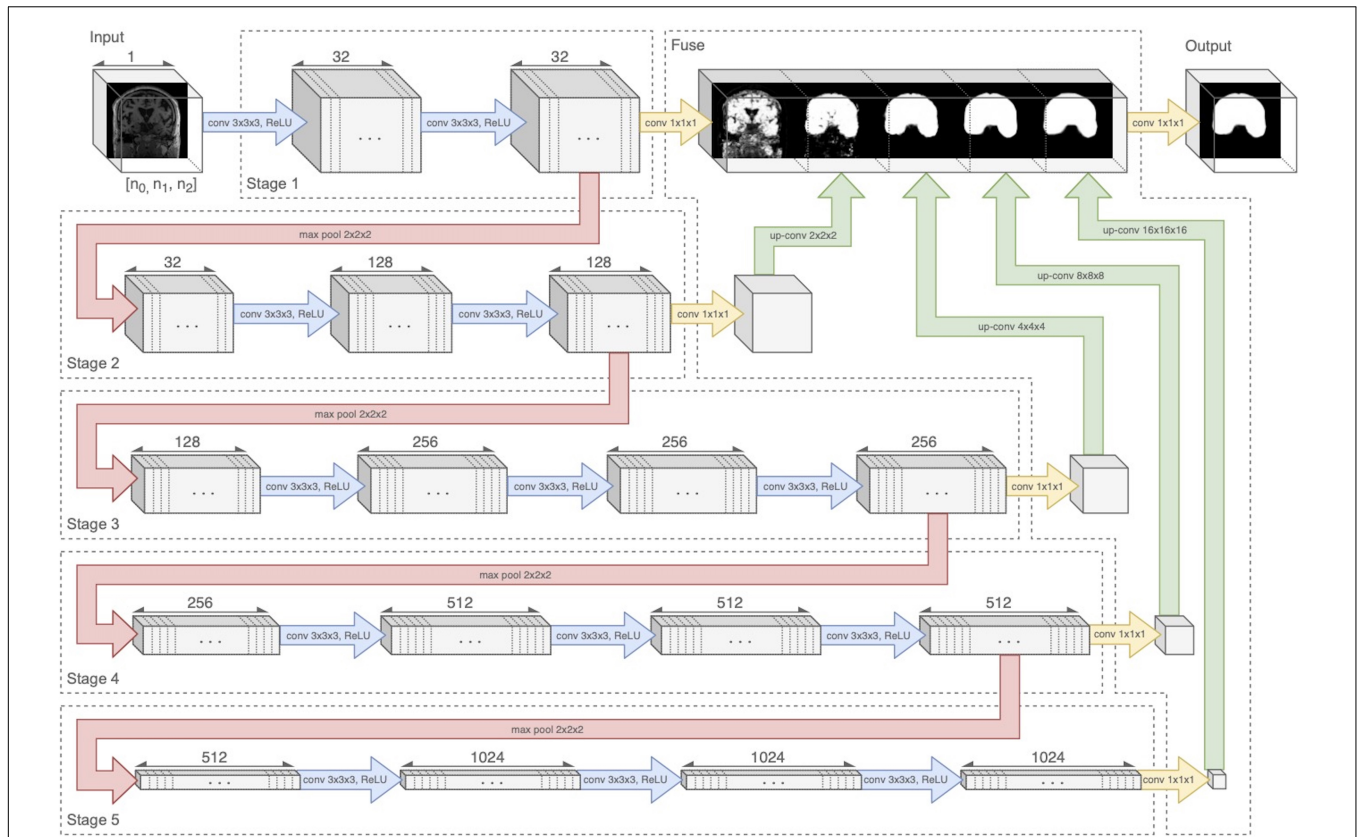 Input
1
[n0, n1, n2]
conv 3x3x3, ReLU
32
...
conv 3x3x3, ReLU
32
...
Stage 1
conv 1x1x1
Fuse
conv 1x1x1
Output
max pool 2x2x2
32
...
conv 3x3x3, ReLU
128
...
conv 3x3x3, ReLU
128
...
Stage 2
conv 1x1x1
up-conv 2x2x2
up-conv 4x4x4
up-conv 8x8x8
up-conv 16x16x16
max pool 2x2x2
128
...
conv 3x3x3, ReLU
256
...
conv 3x3x3, ReLU
256
...
conv 3x3x3, ReLU
256
...
conv 1x1x1
Stage 3
max pool 2x2x2
256
...
conv 3x3x3, ReLU
512
...
conv 3x3x3, ReLU
512
...
conv 3x3x3, ReLU
512
...
conv 1x1x1
Stage 4
max pool 2x2x2
512
...
conv 3x3x3, ReLU
1024
...
conv 3x3x3, ReLU
1024
...
conv 3x3x3, ReLU
1024
...
conv 1x1x1
Stage 5